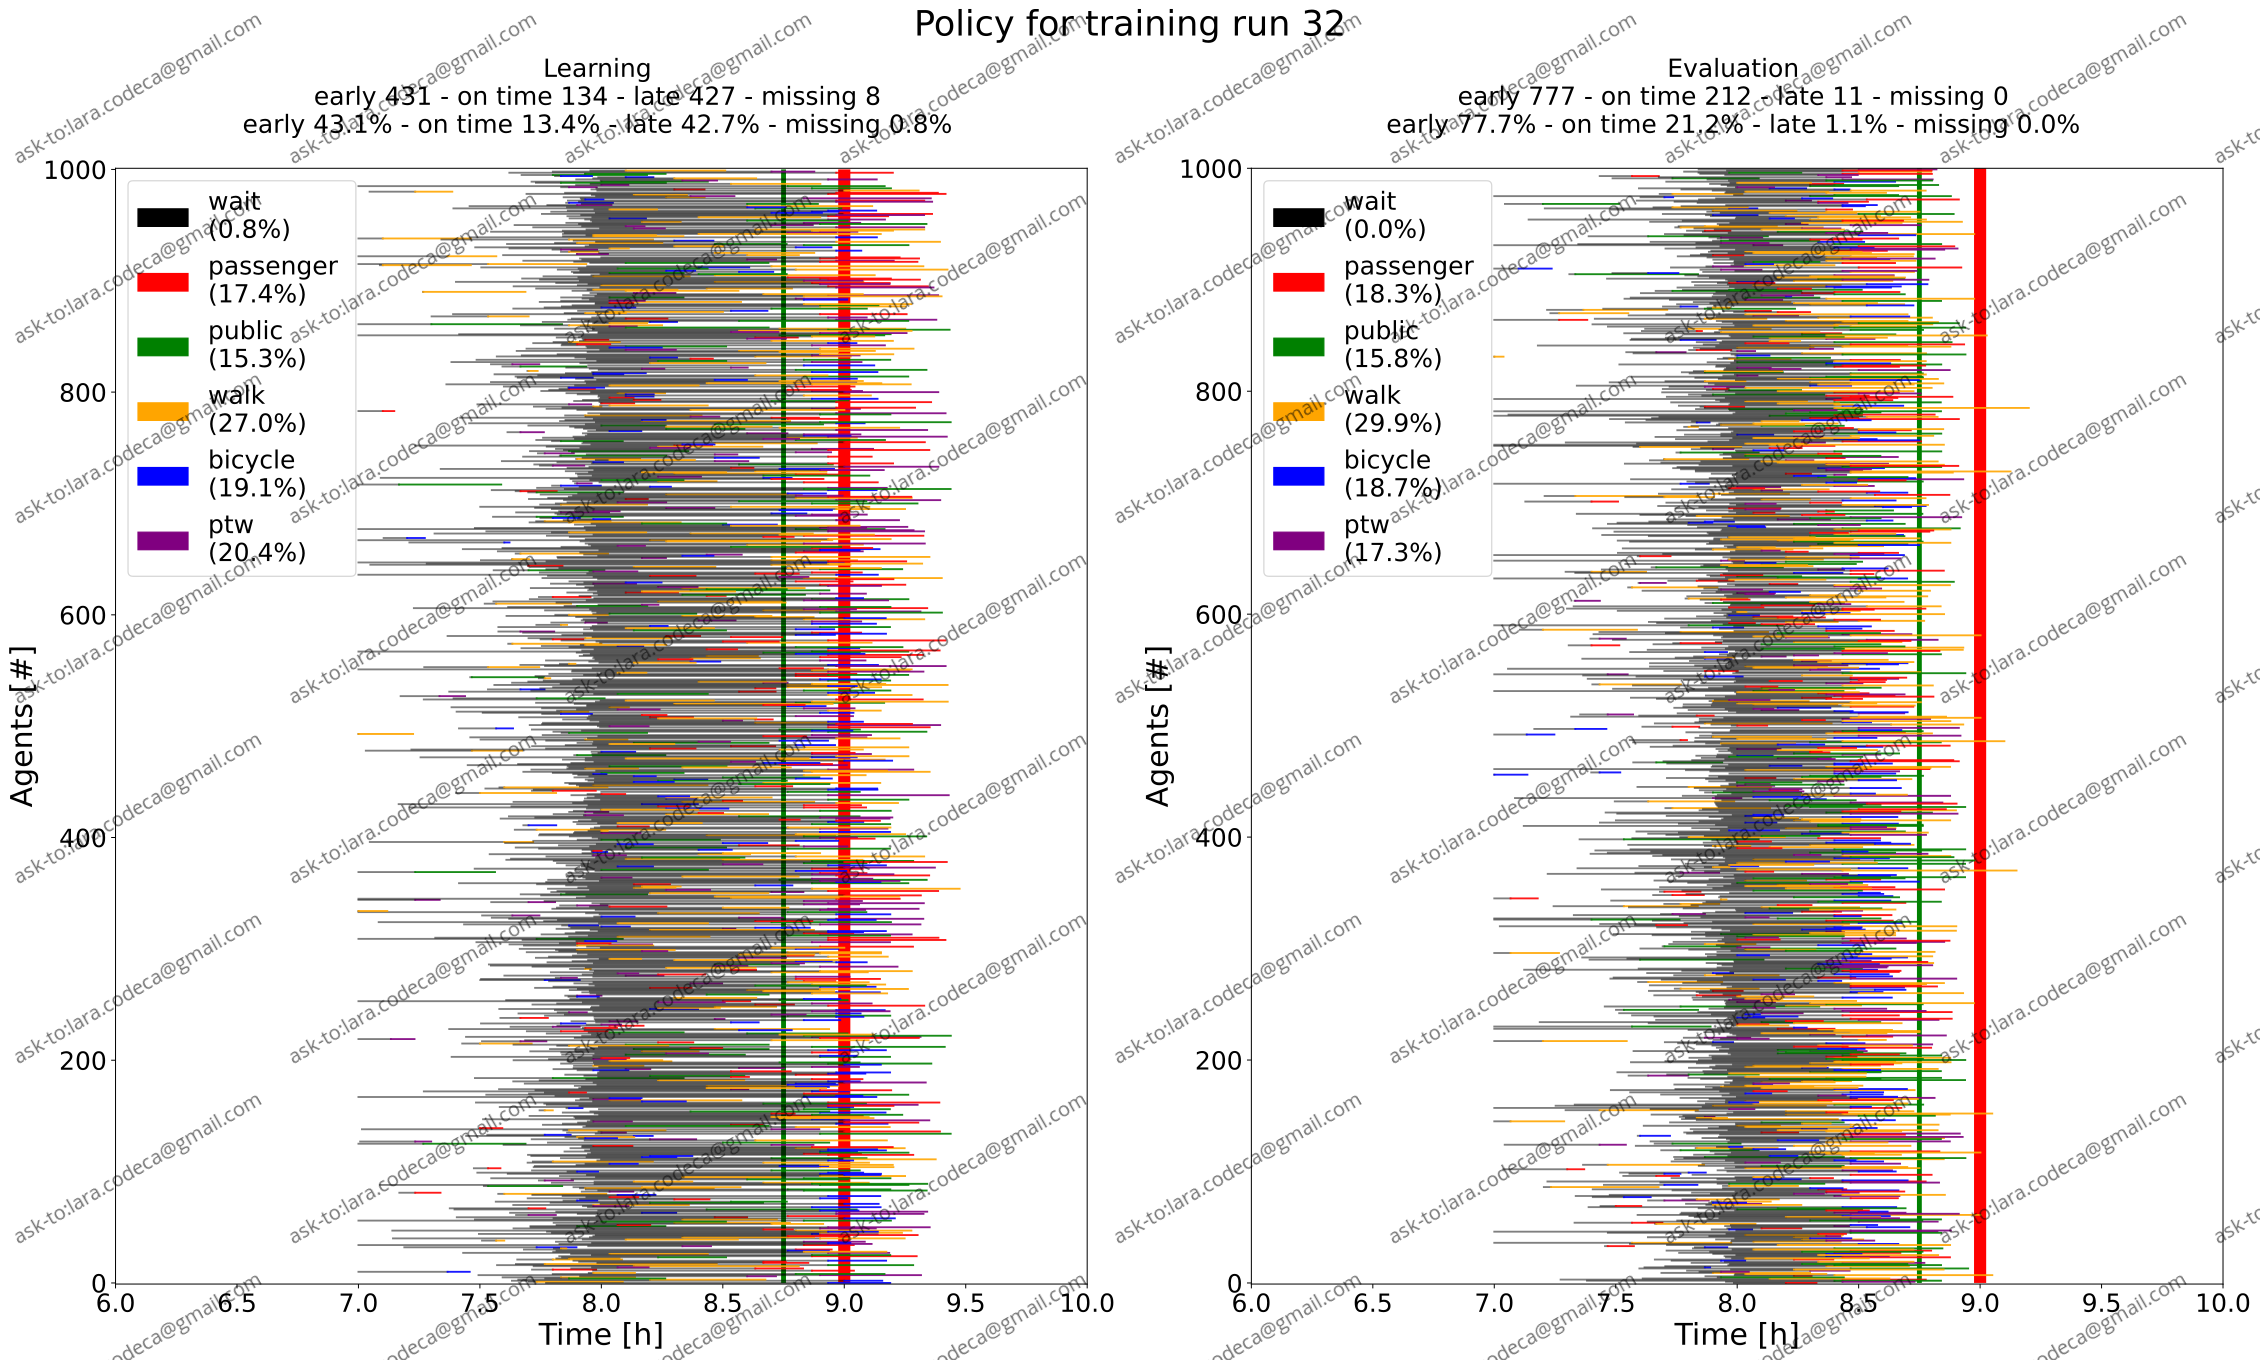 Policy for training run 32
Learning
early 431 - on time 134 - late 427 - missing 8
early 43.1% - on time 13.4% - late 42.7% - missing 0.8%
1000
800
600
400
200
0
Agents [#]
wait
(0.8%)
passenger
(17.4%)
public
(15.3%)
walk
(27.0%)
bicycle
(19.1%)
ptw
(20.4%)
6.0 6.5 7.0 7.5 8.0 8.5 9.0 9.5 10.0
Time [h]
Evaluation
early 777 - on time 212 - late 11 - missing 0
early 77.7% - on time 21.2% - late 1.1% - missing 0.0%
1000
800
600
400
200
0
Agents [#]
wait
(0.0%)
passenger
(18.3%)
public
(15.8%)
walk
(29.9%)
bicycle
(18.7%)
ptw
(17.3%)
6.0 6.5 7.0 7.5 8.0 8.5 9.0 9.5 10.0
Time [h]
ask-to:lara.codeca@gmail.com